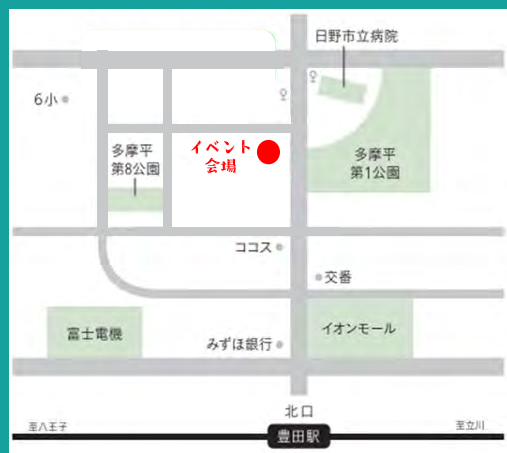 日野市立病院
6小
イベント
会場
多摩平
第8公園
多摩平
第1公園
ココス
交番
富士電機
みずほ銀行
イオンモール
北口
至八王子
豊田駅
至立川